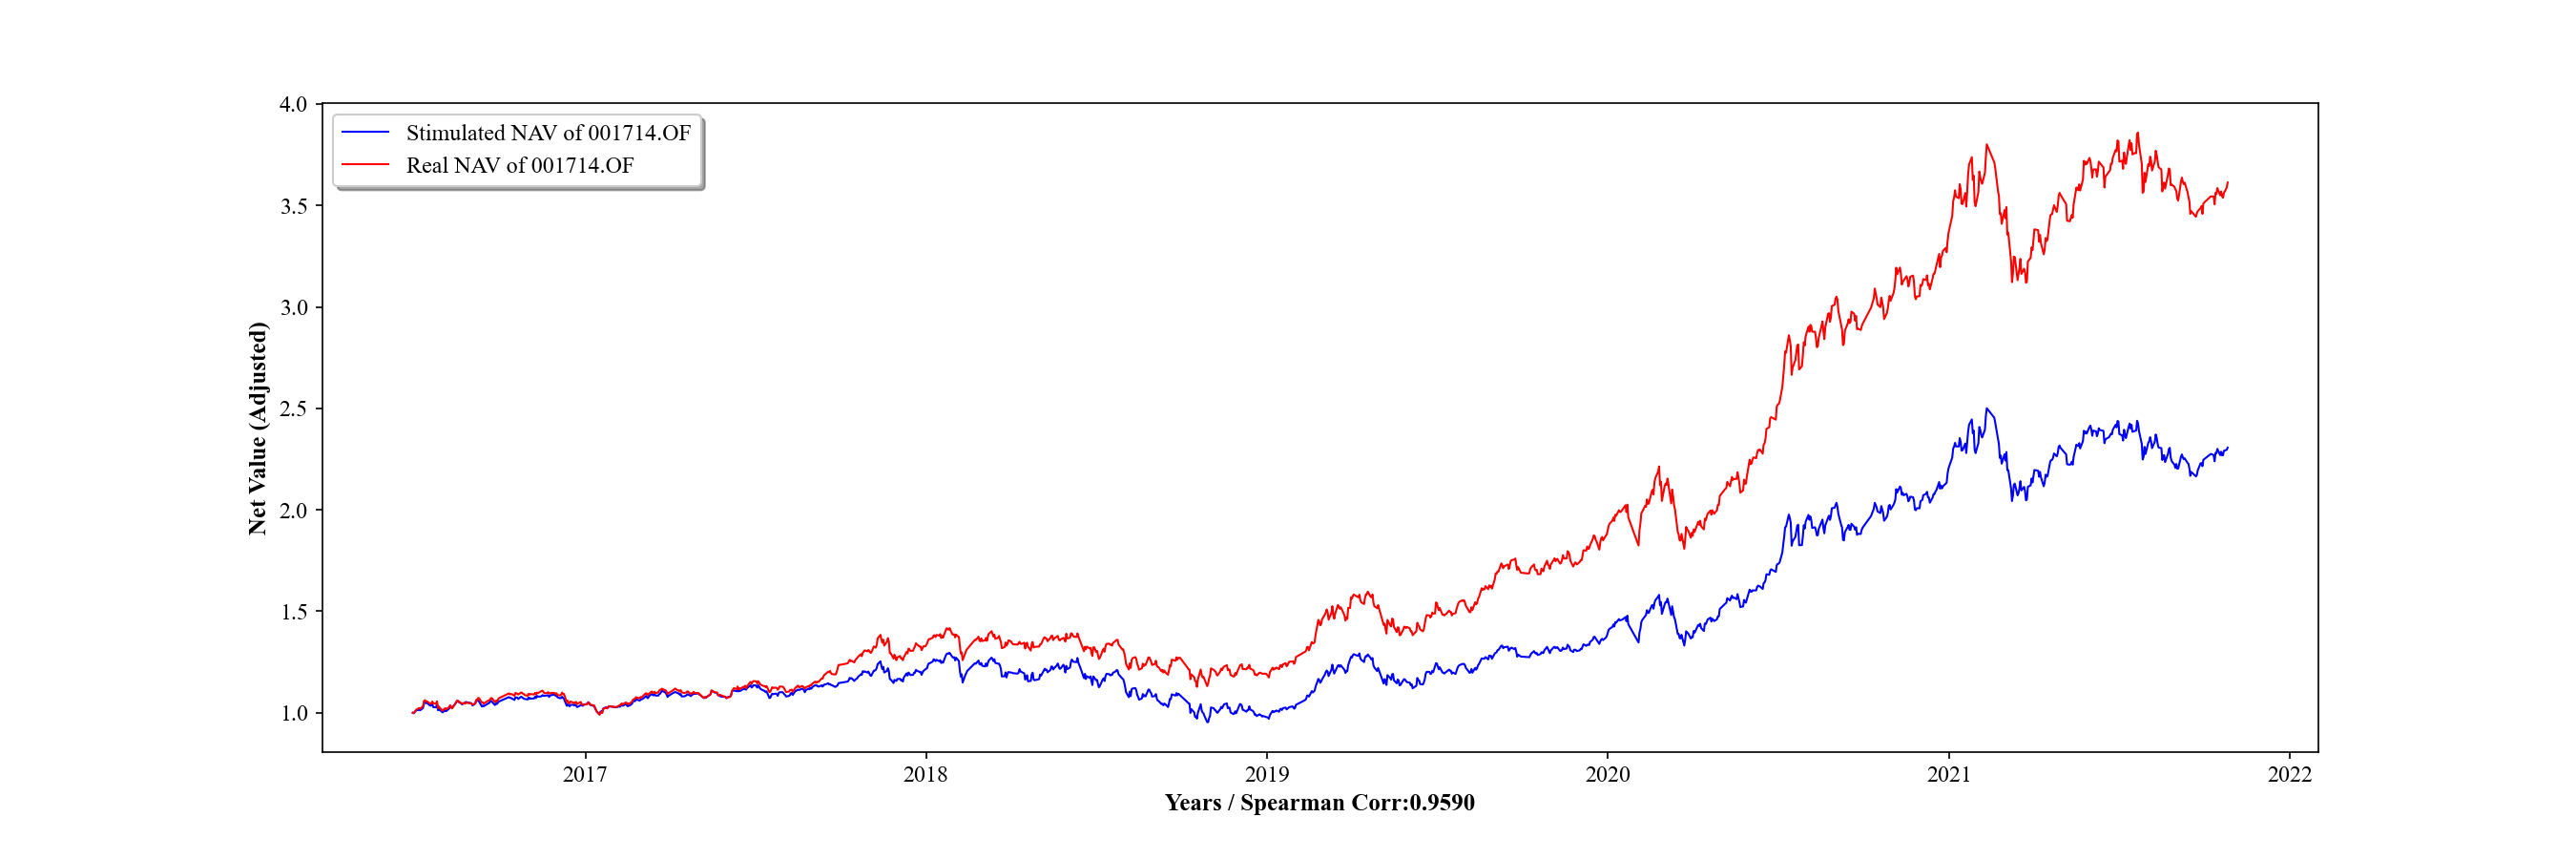 4.0
3.5
3.0
2.5
2.0
1.5
1.0
Net Value (Adjusted)
Stimulated NAV of 001714.OF
Real NAV of 001714.OF
2017 2018 2019 2020 2021 2022
Years / Spearman Corr:0.9590